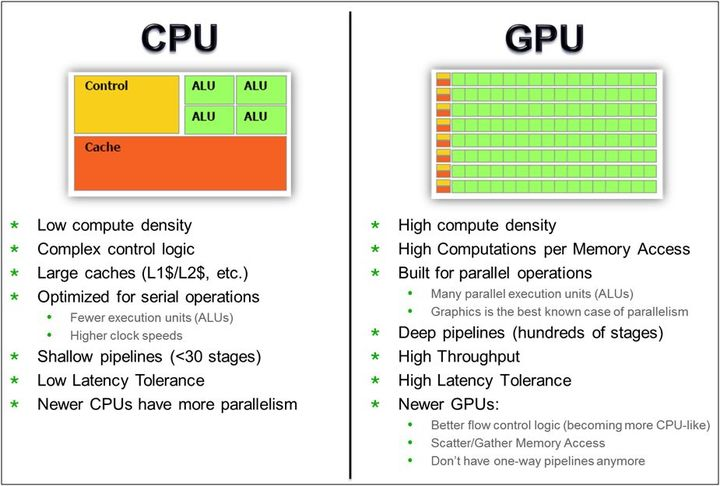 CPU
Control
ALU ALU
ALU ALU
Cache
* Low compute density
* Complex control logic
* Large caches (L1$/L2$, etc.)
* Optimized for serial operations
• Fewer execution units (ALUs)
• Higher clock speeds
* Shallow pipelines (<30 stages)
* Low Latency Tolerance
* Newer CPUs have more parallelism
GPU
* High compute density
* High Computations per Memory Access
* Built for parallel operations
• Many parallel execution units (ALUs)
• Graphics is the best known case of parallelism
* Deep pipelines (hundreds of stages)
* High Throughput
* High Latency Tolerance
* Newer GPUs:
• Better flow control logic (becoming more CPU-like)
• Scatter/Gather Memory Access
• Don't have one-way pipelines anymore